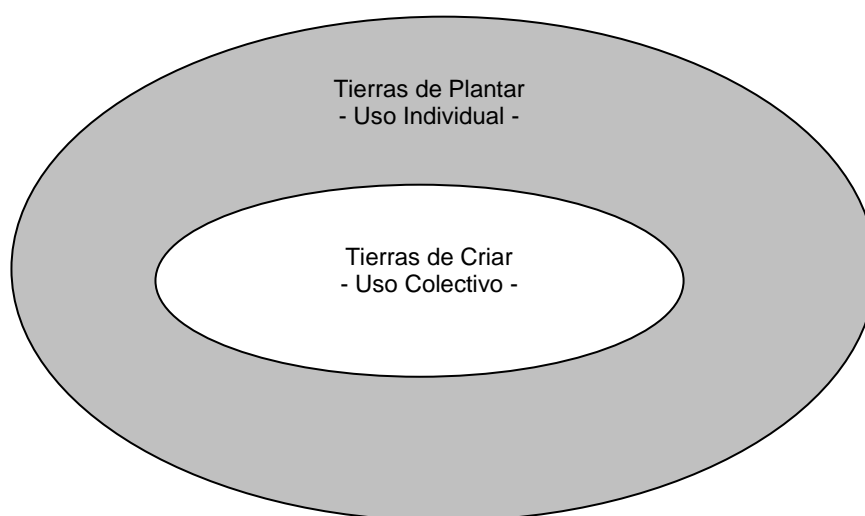 Tierras de Plantar
- Uso Individual -
Tierras de Criar
- Uso Colectivo -